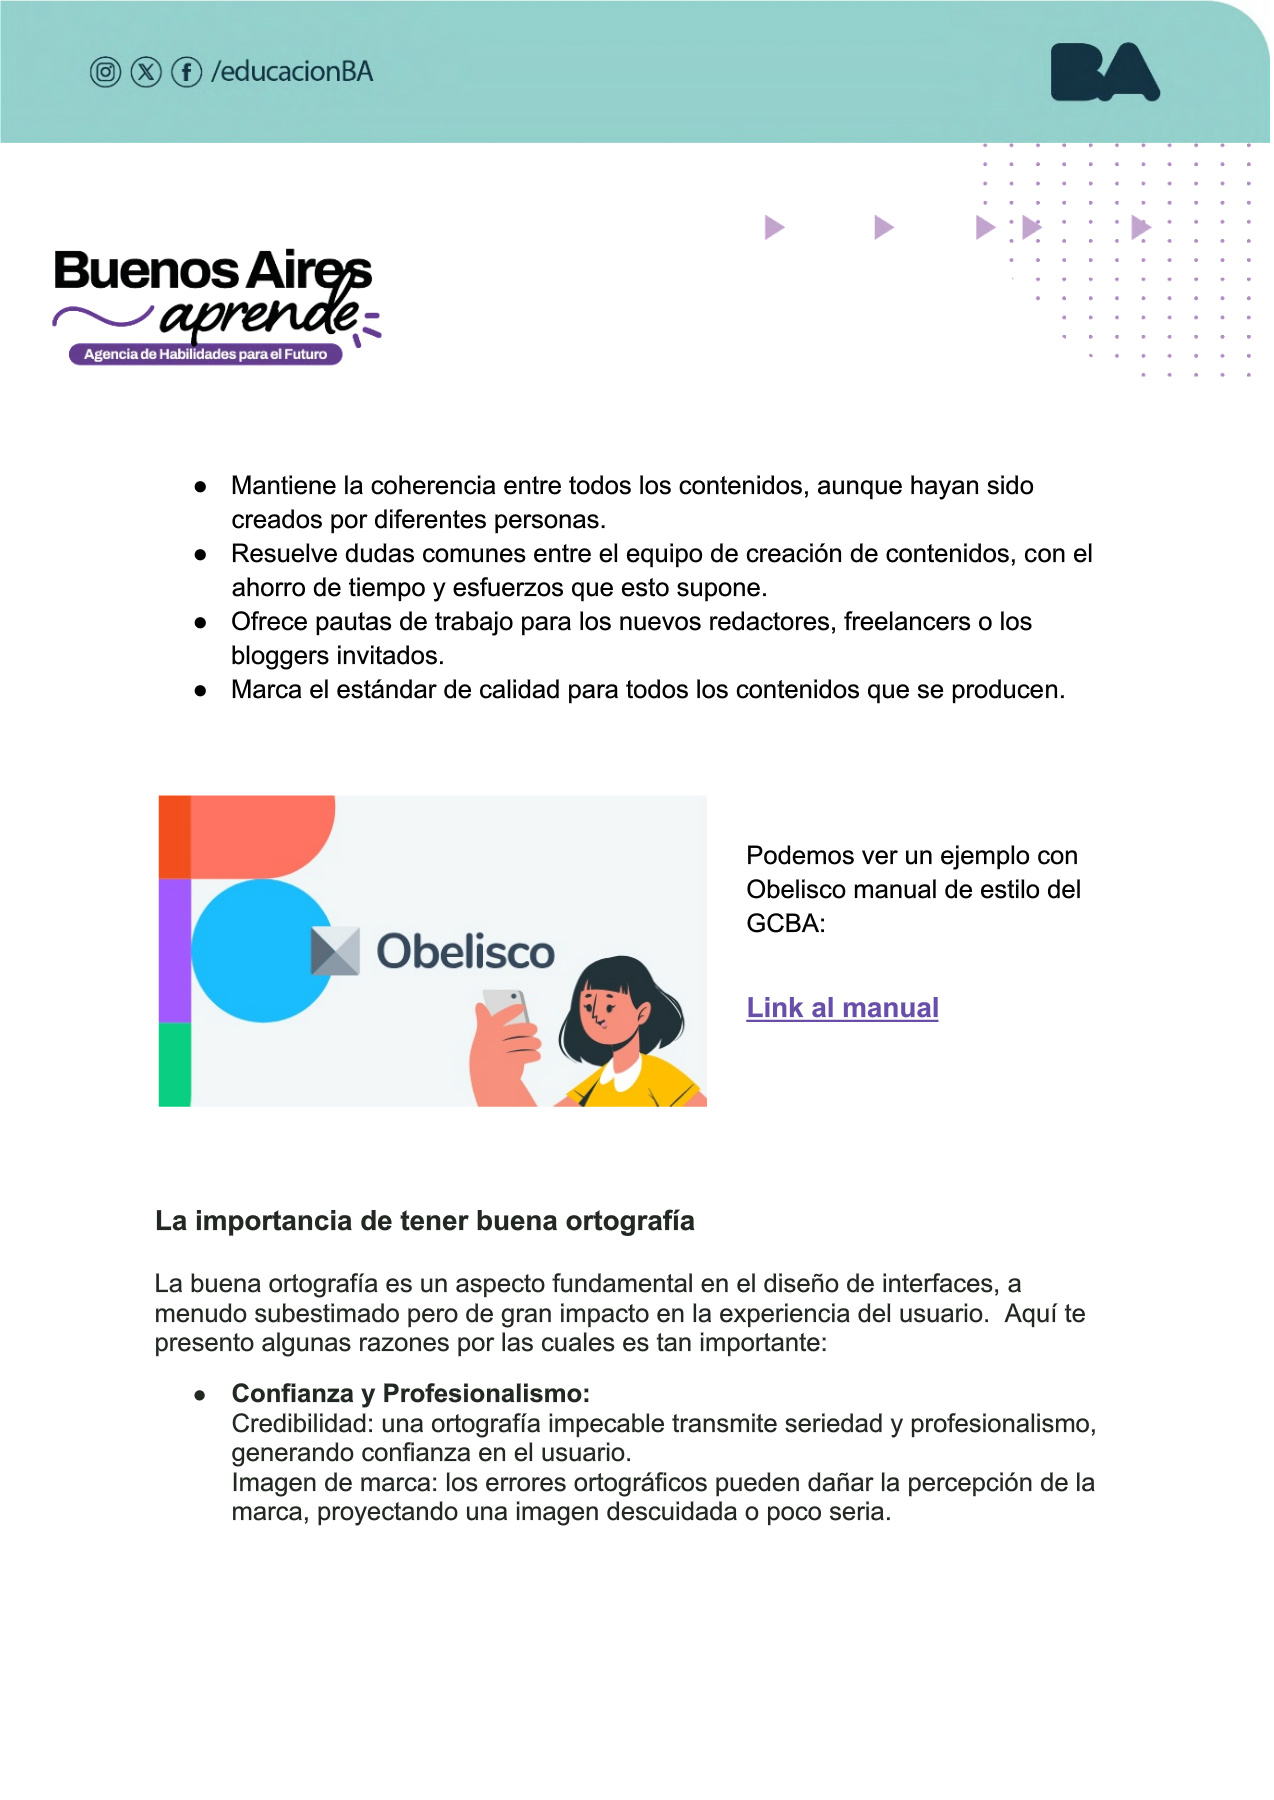 /educacionBA
BA
Buenos Aires
aprende
Agencia de Habilidades para el Futuro
● Mantiene la coherencia entre todos los contenidos, aunque hayan sido
creados por diferentes personas.
● Resuelve dudas comunes entre el equipo de creación de contenidos, con el
ahorro de tiempo y esfuerzos que esto supone.
● Ofrece pautas de trabajo para los nuevos redactores, freelancers o los
bloggers invitados.
● Marca el estándar de calidad para todos los contenidos que se producen.
Obelisco
Podemos ver un ejemplo con
Obelisco manual de estilo del
GCBA:
Link al manual
La importancia de tener buena ortografía
La buena ortografía es un aspecto fundamental en el diseño de interfaces, a
menudo subestimado pero de gran impacto en la experiencia del usuario.  Aquí te
presento algunas razones por las cuales es tan importante:
● Confianza y Profesionalismo:
Credibilidad: una ortografía impecable transmite seriedad y profesionalismo,
generando confianza en el usuario.
Imagen de marca: los errores ortográficos pueden dañar la percepción de la
marca, proyectando una imagen descuidada o poco seria.